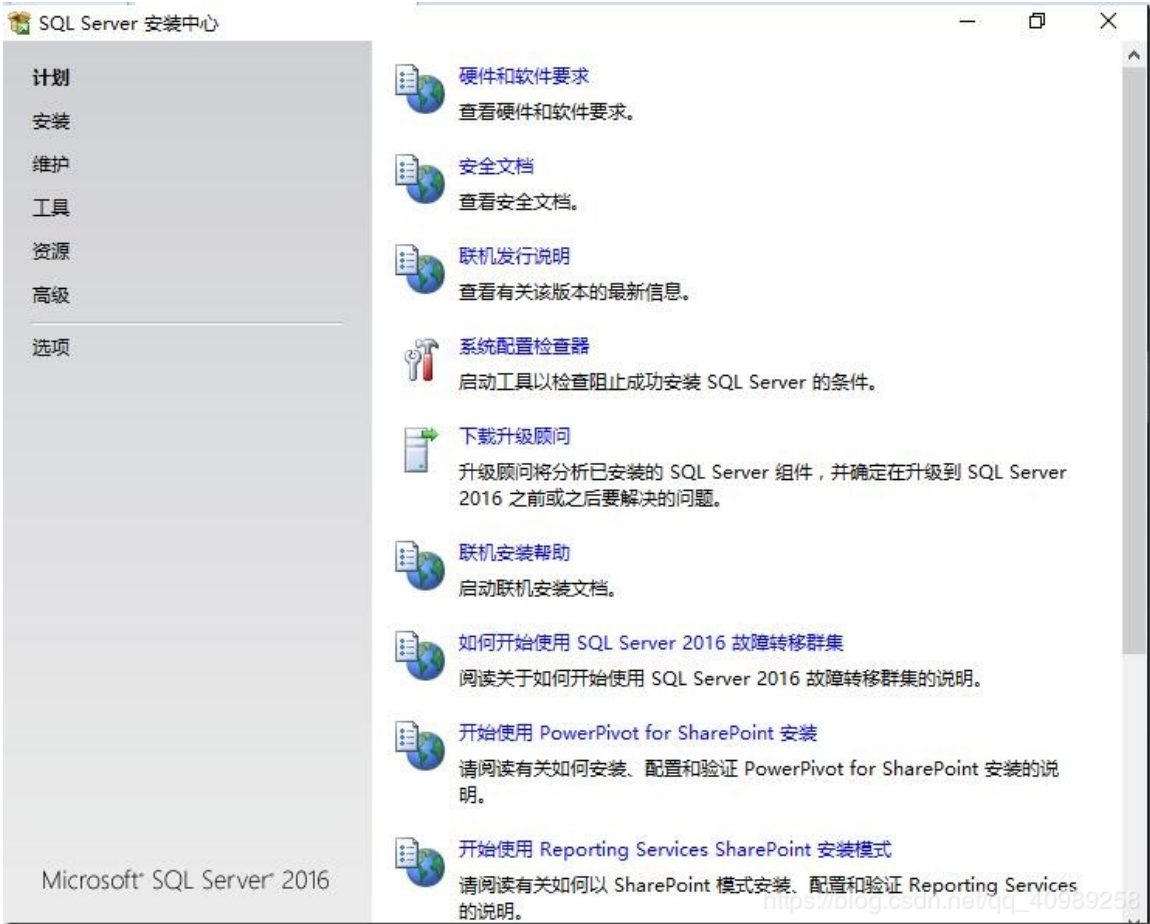 SQL Server 安装中心
计划
安装
维护
工具
资源
高级
选项
Microsoft® SQL Server® 2016
硬件和软件要求
查看硬件和软件要求。
安全文档
查看安全文档。
联机发行说明
查看有关该版本的最新信息。
系统配置检查器
启动工具以检查阻止成功安装 SQL Server 的条件。
下载升级顾问
升级顾问将分析已安装的 SQL Server 组件，并确定在升级到 SQL Server
2016 之前或之后要解决的问题。
联机安装帮助
启动联机安装文档。
如何开始使用 SQL Server 2016 故障转移群集
阅读关于如何开始使用 SQL Server 2016 故障转移群集的说明。
开始使用 PowerPivot for SharePoint 安装
请阅读有关如何安装、配置和验证 PowerPivot for SharePoint 安装的说
明。
开始使用 Reporting Services SharePoint 安装模式
请阅读有关如何以 SharePoint 模式安装、配置和验证 Reporting Services
的说明。
https://blog.csdn.net/qq_40989258